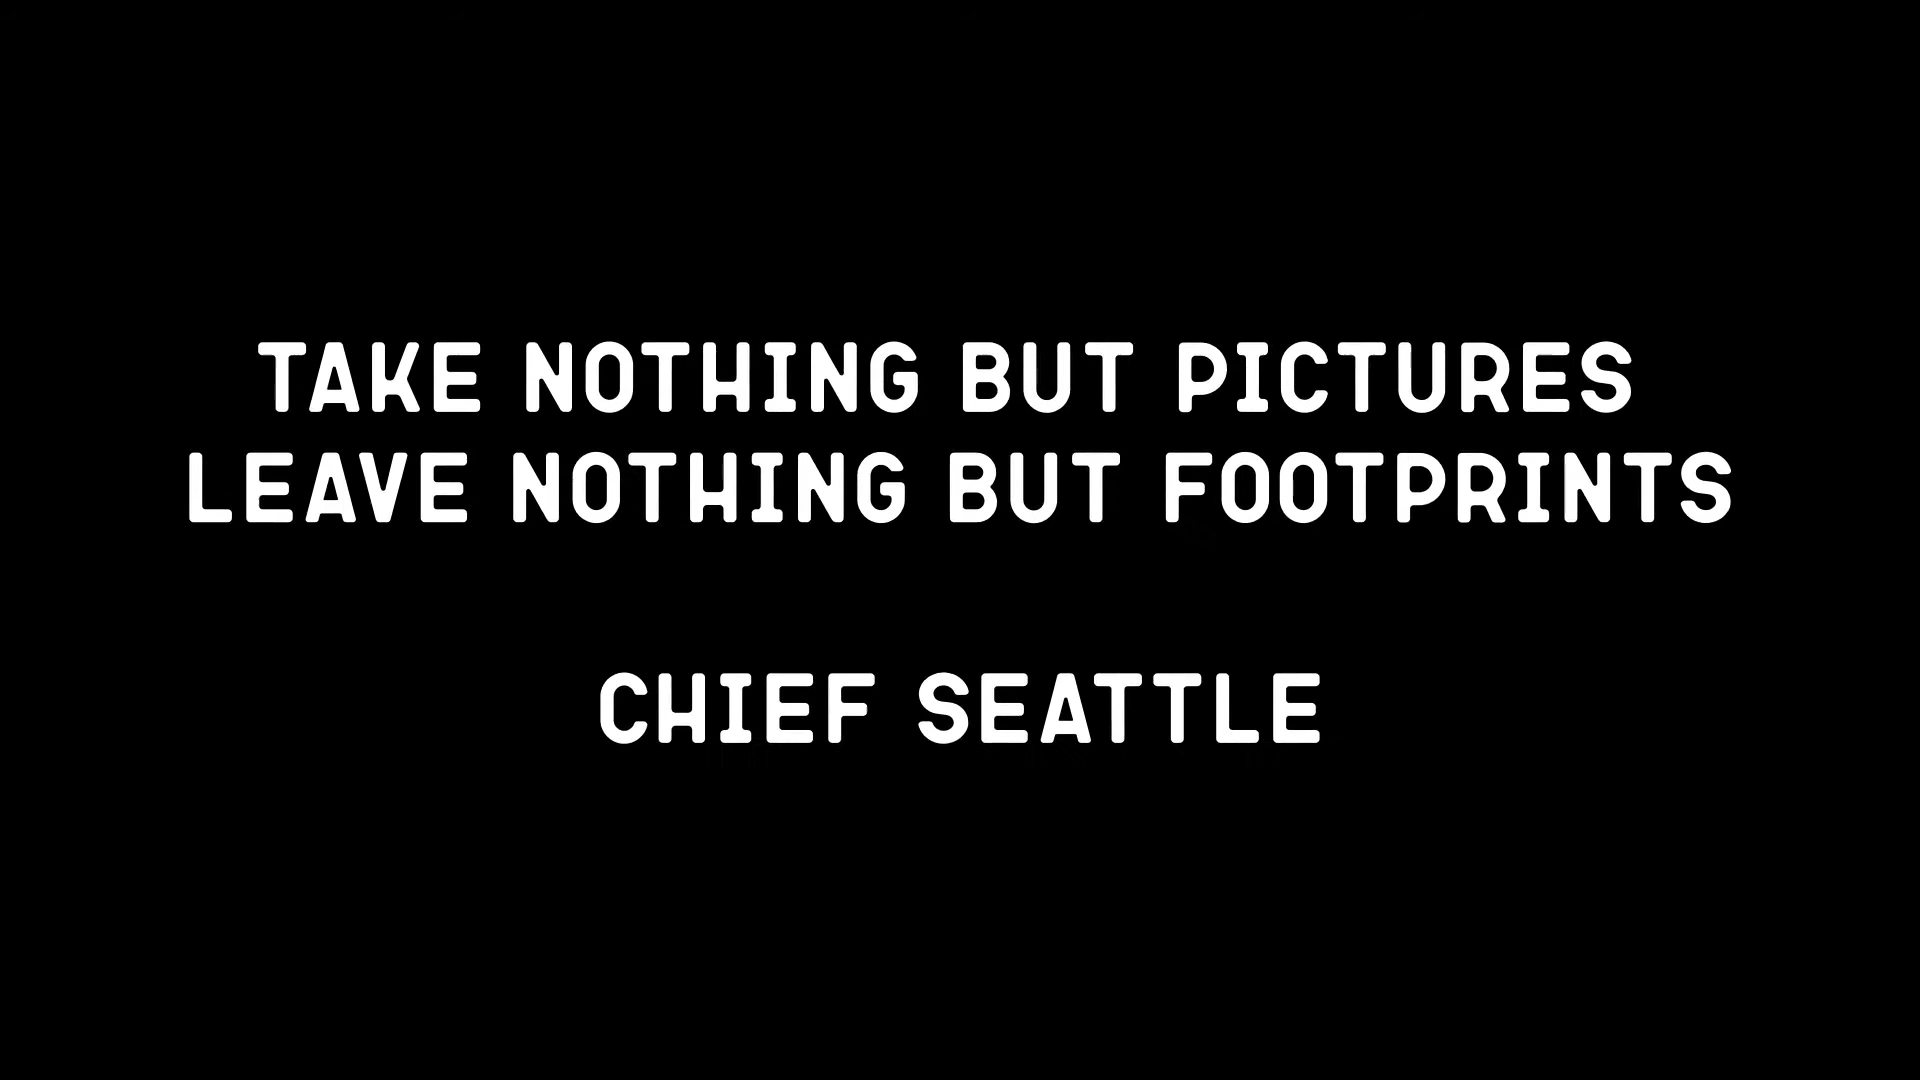 TAKE NOTHING BUT PICTURES
LEAVE NOTHING BUT FOOTPRINTS
CHIEF SEATTLE